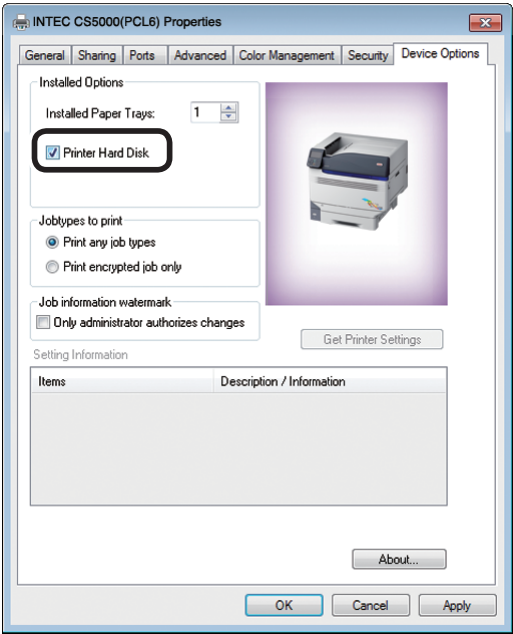 INTEC CS5000(PCL6) Properties
General Sharing Ports Advanced Color Management Security Device Options
Installed Options
Installed Paper Trays: 1
Printer Hard Disk
Jobtypes to print
Print any job types
Print encrypted job only
Job information watermark
Only administrator authorizes changes
Get Printer Settings
Setting Information
Items Description / Information
About...
OK Cancel Apply